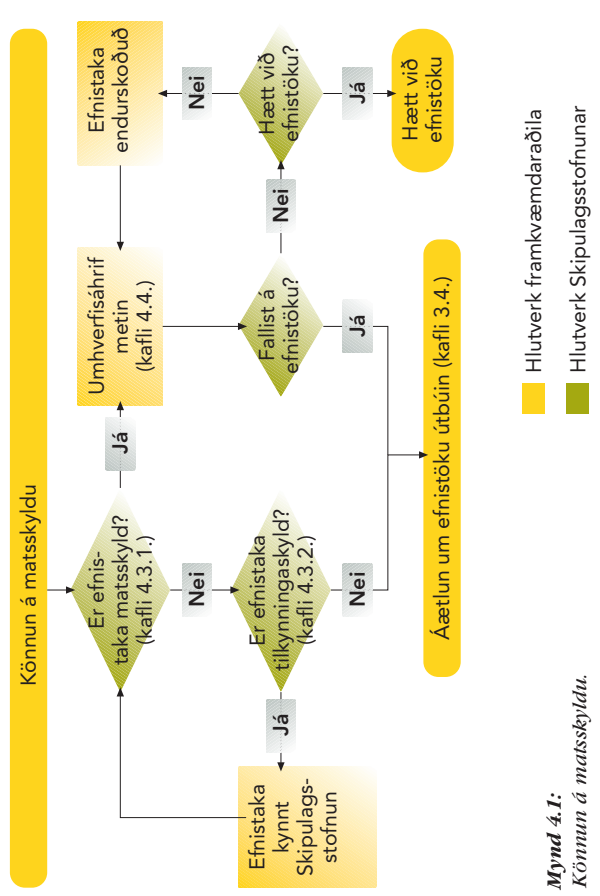 Könnun á matsskyldu
Er efnis-
taka matsskyld?
(kafli 4.3.1.)
Já
Umhverfisáhrif
metin
(kafli 4.4.)
Efnistaka
endurskoðuð
Nei
Nei
Er efnistaka
tilkynningaskyld?
(kafli 4.3.2.)
Fallist á
efnistöku?
Nei
Hætt við
efnistöku?
Já
Efnistaka
kynnt
Skipulags-
stofnun
Nei
Já
Já
Hætt við
efnistöku
Áætlun um efnistöku útbúin (kafli 3.4.)
Hlutverk framkvæmdaraðila
Hlutverk Skipulagsstofnunar
Mynd 4.1:
Könnun á matsskyldu.